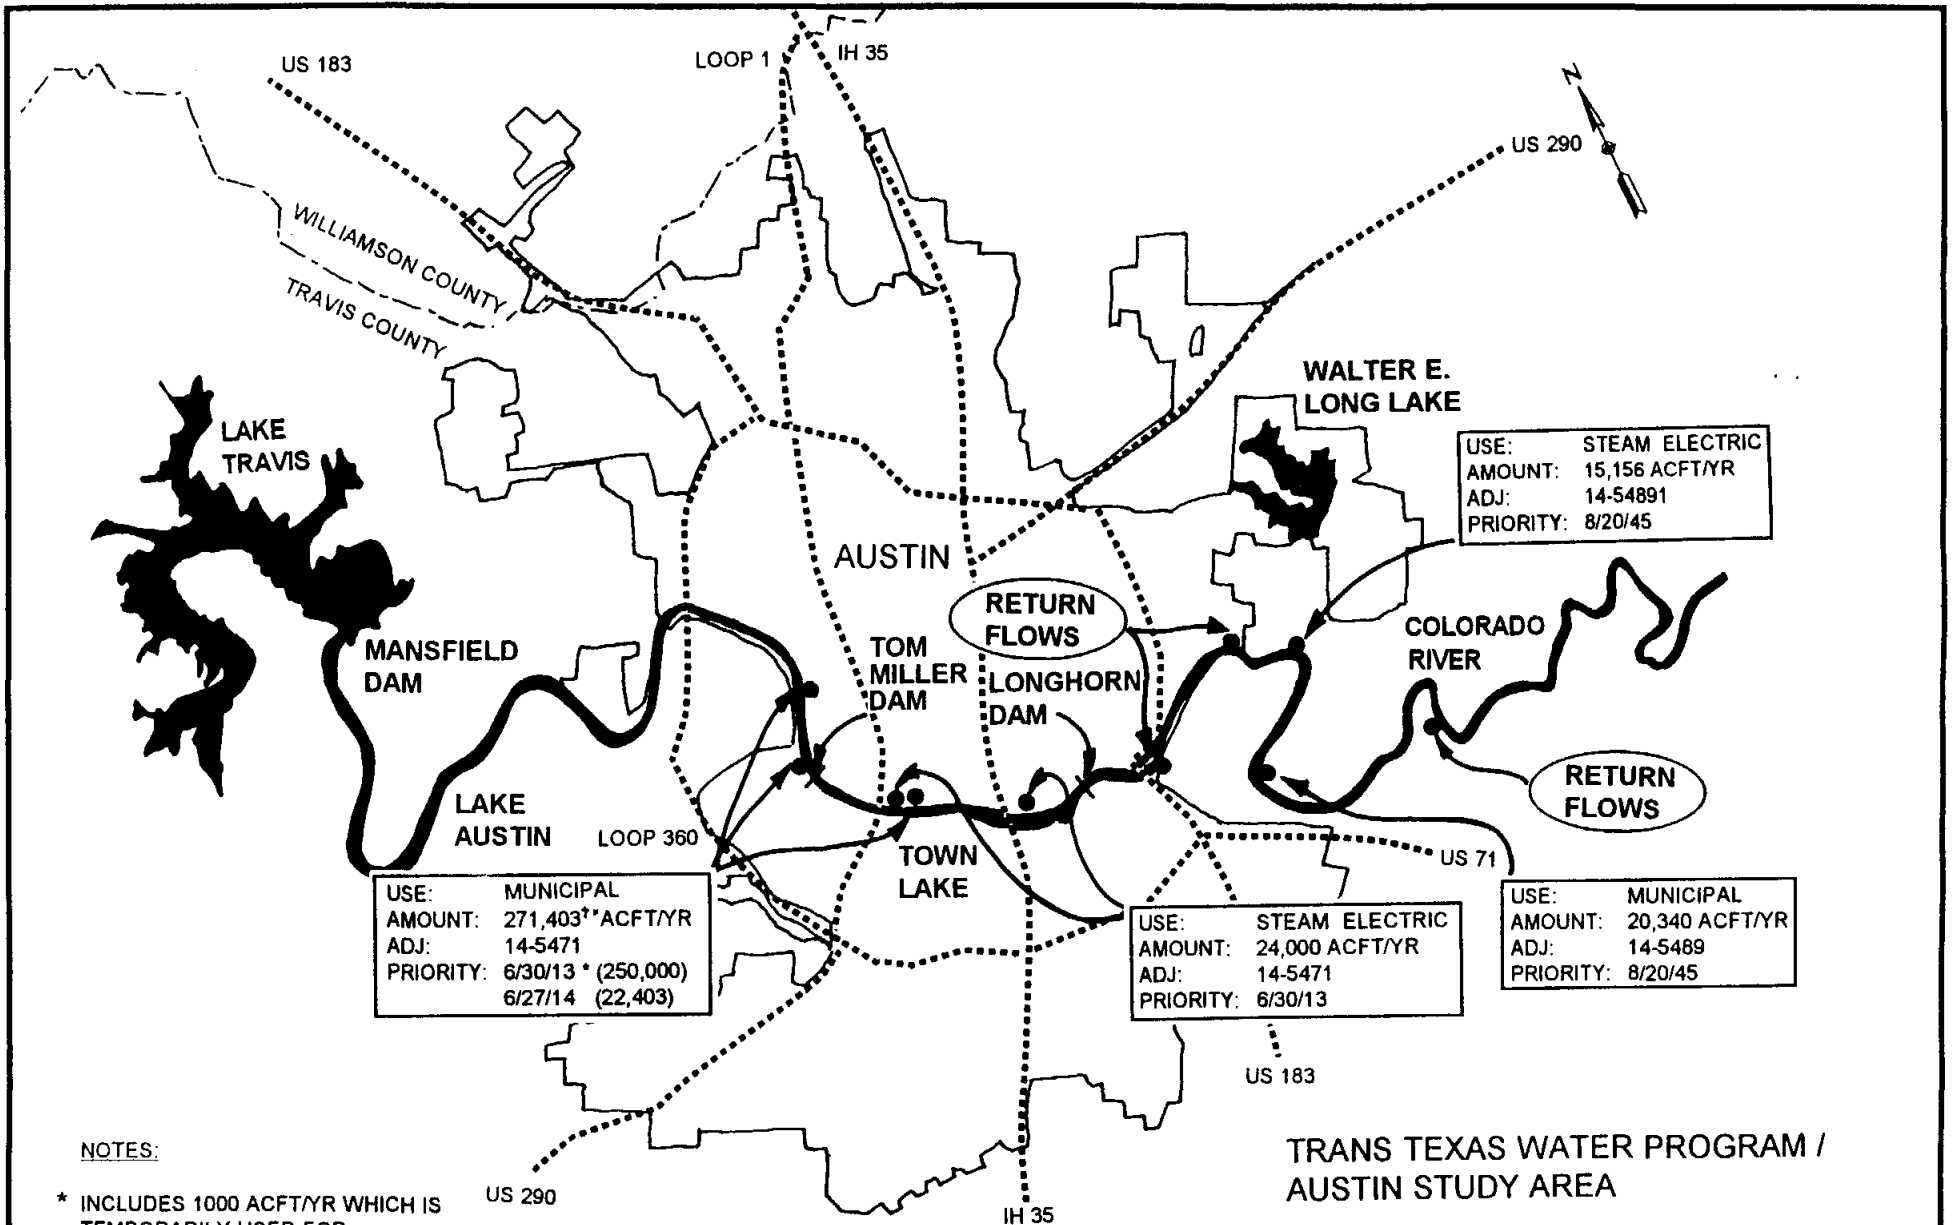 US 183
LOOP 1
IH 35
N
US 290
WILLIAMSON COUNTY
TRAVIS COUNTY
WALTER E.
LONG LAKE
LAKE
TRAVIS
USE: STEAM ELECTRIC
AMOUNT: 15,156 ACFT/YR
ADJ: 14-54891
PRIORITY: 8/20/45
AUSTIN
RETURN
FLOWS
COLORADO
RIVER
MANSFIELD
DAM
TOM
MILLER
DAM
LONGHORN
DAM
RETURN
FLOWS
LAKE
AUSTIN
LOOP 360
TOWN
LAKE
US 71
USE: MUNICIPAL
AMOUNT: 271,403†* ACFT/YR
ADJ: 14-5471
PRIORITY: 6/30/13 * (250,000)
6/27/14 (22,403)
USE: STEAM ELECTRIC
AMOUNT: 24,000 ACFT/YR
ADJ: 14-5471
PRIORITY: 6/30/13
USE: MUNICIPAL
AMOUNT: 20,340 ACFT/YR
ADJ: 14-5489
PRIORITY: 8/20/45
US 183
NOTES:
* INCLUDES 1000 ACFT/YR WHICH IS
TEMPORARILY USED FOR
US 290
IH 35
TRANS TEXAS WATER PROGRAM /
AUSTIN STUDY AREA